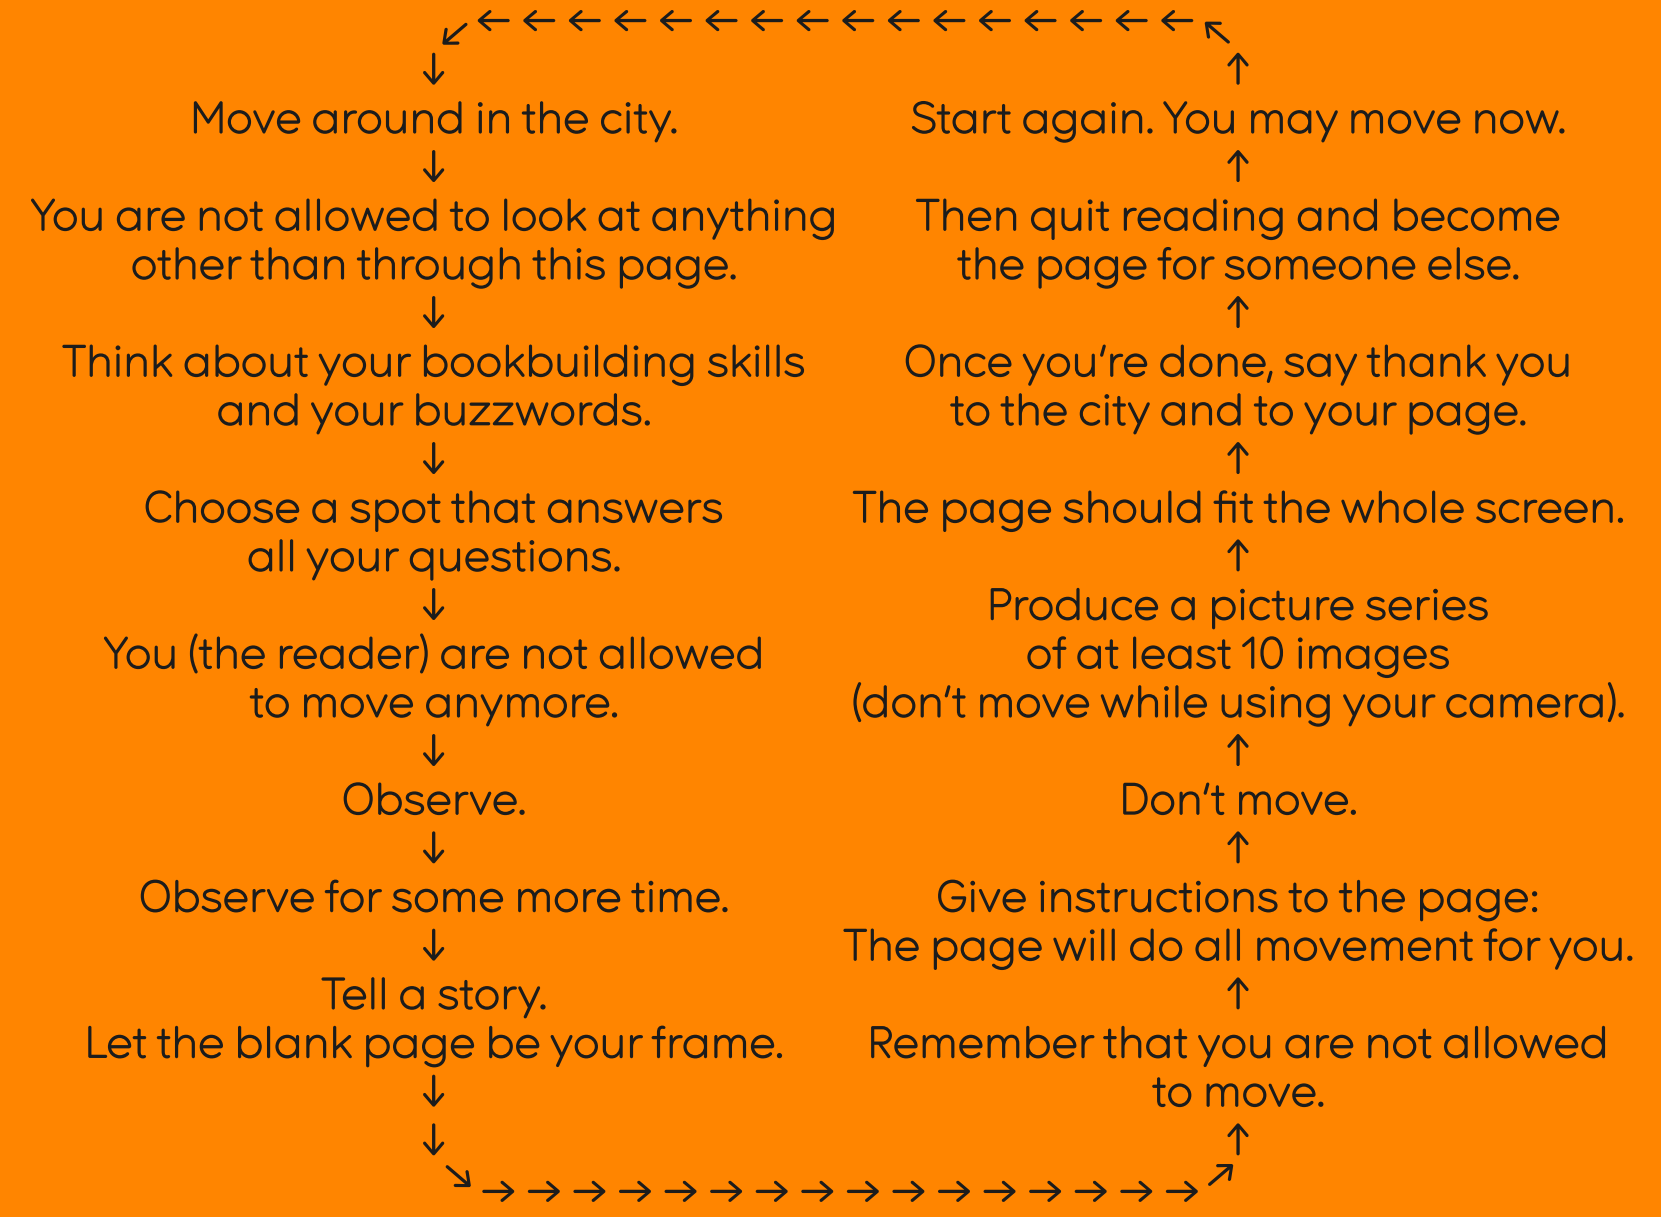 Move around in the city.
You are not allowed to look at anything
other than through this page.
Think about your bookbuilding skills
and your buzzwords.
Choose a spot that answers
all your questions.
You (the reader) are not allowed
to move anymore.
Observe.
Observe for some more time.
Tell a story.
Let the blank page be your frame.
Remember that you are not allowed
to move.
Give instructions to the page:
The page will do all movement for you.
Don’t move.
Produce a picture series
of at least 10 images
(don’t move while using your camera).
The page should fit the whole screen.
Once you’re done, say thank you
to the city and to your page.
Then quit reading and become
the page for someone else.
Start again. You may move now.